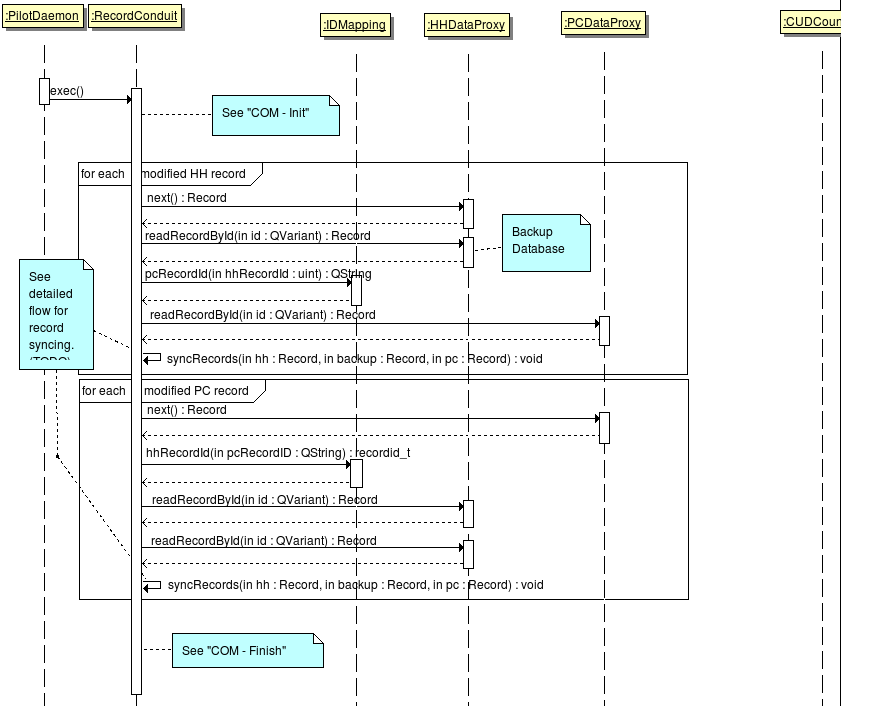 :PilotDaemon
:RecordConduit
:IDMapping
:HHDataProxy
:PCDataProxy
:CUDCoun
exec()
See "COM - Init"
for each modified HH record
next() : Record
readRecordById(in id : QVariant) : Record
Backup
Database
pcRecordId(in hhRecordId : uint) : QString
See
detailed
flow for
record
syncing.
(TODO)
readRecordById(in id : QVariant) : Record
syncRecords(in hh : Record, in backup : Record, in pc : Record) : void
for each modified PC record
next() : Record
hhRecordId(in pcRecordID : QString) : recordid_t
readRecordById(in id : QVariant) : Record
readRecordById(in id : QVariant) : Record
syncRecords(in hh : Record, in backup : Record, in pc : Record) : void
See "COM - Finish"